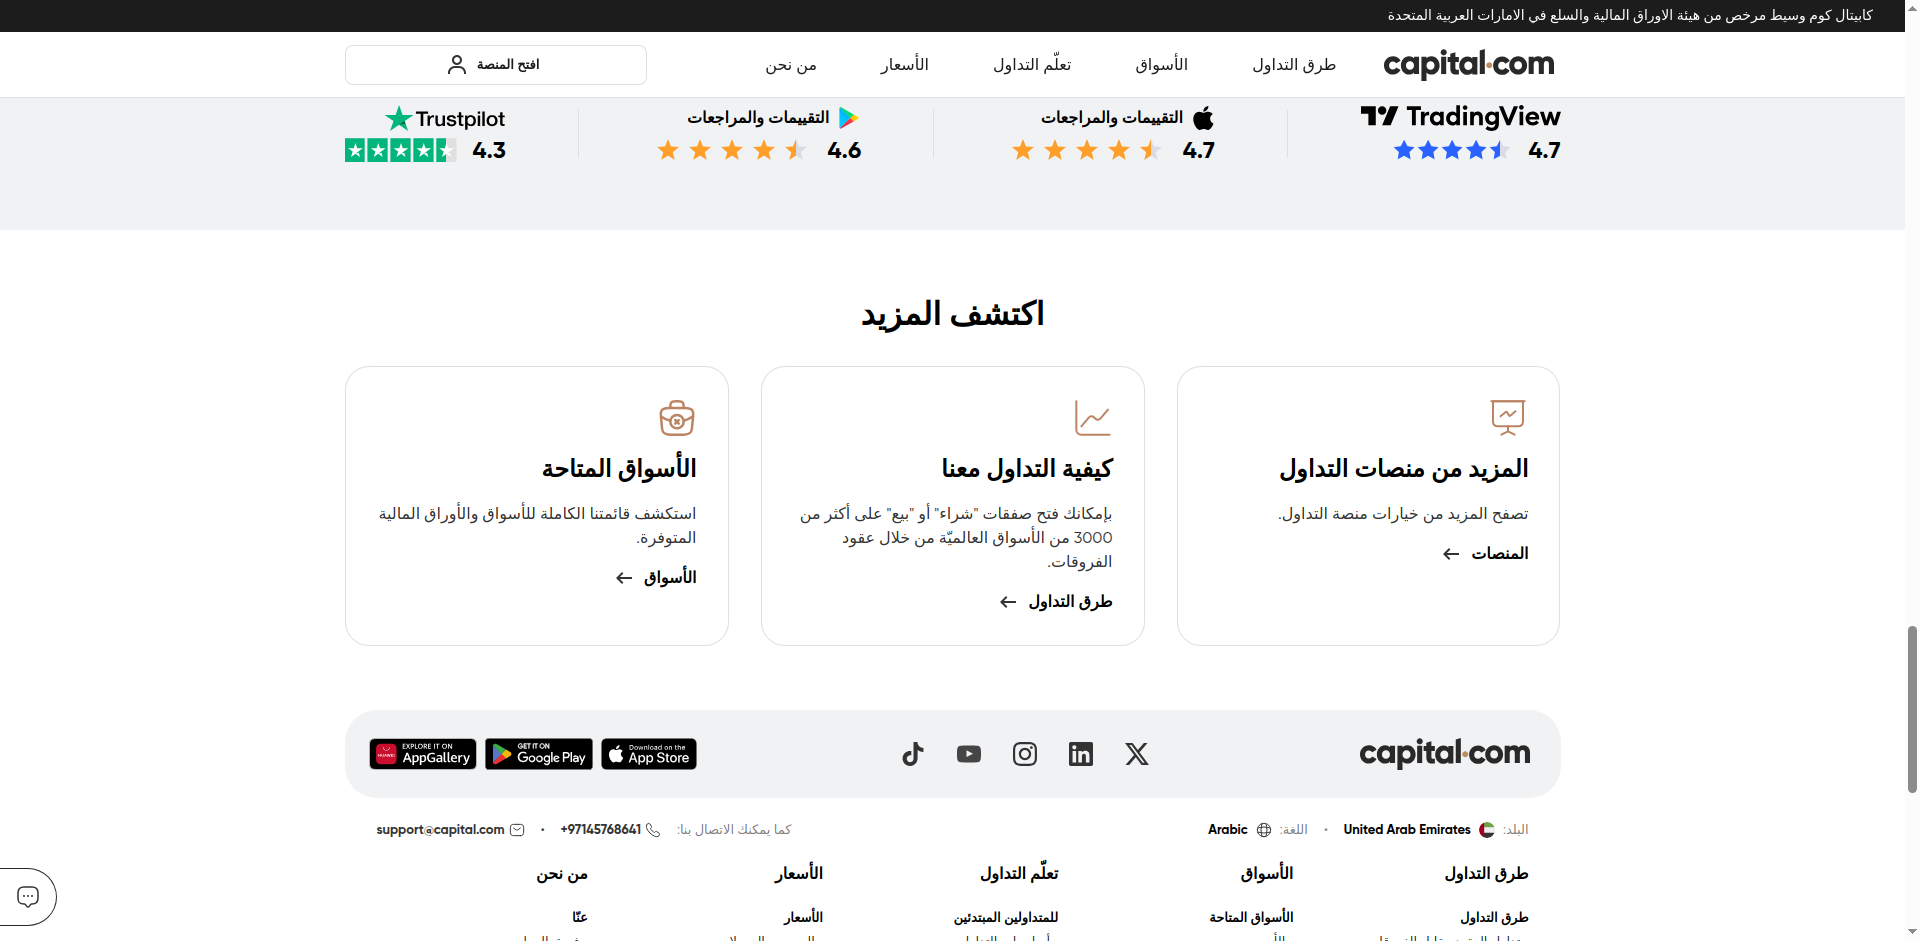 كابيتال كوم وسيط مرخص من هيئة الاوراق المالية والسلع في الامارات العربية المتحدة
capital.com
طرق التداول
الأسواق
تعلّم التداول
الأسعار
من نحن
افتح المنصة
TradingView
4.7
التقييمات والمراجعات
4.7
التقييمات والمراجعات
4.6
Trustpilot
4.3
اكتشف المزيد
المزيد من منصات التداول
تصفح المزيد من خيارات منصة التداول.
المنصات
كيفية التداول معنا
بإمكانك فتح صفقات "شراء" أو "بيع" على أكثر من
3000 من الأسواق العالميّة من خلال عقود
الفروقات.
طرق التداول
الأسواق المتاحة
استكشف قائمتنا الكاملة للأسواق والأوراق المالية
المتوفرة.
الأسواق
capital.com
Download on the
App Store
GET IT ON
Google Play
HUAWEI
EXPLORE IT ON
AppGallery
البلد: United Arab Emirates • اللغة: Arabic
كما يمكنك الاتصال بنا: +97145768641 • support@capital.com
طرق التداول
الأسواق
تعلّم التداول
الأسعار
من نحن
طرق التداول
الأسواق المتاحة
للمتداولين المبتدئين
الأسعار
عنّا